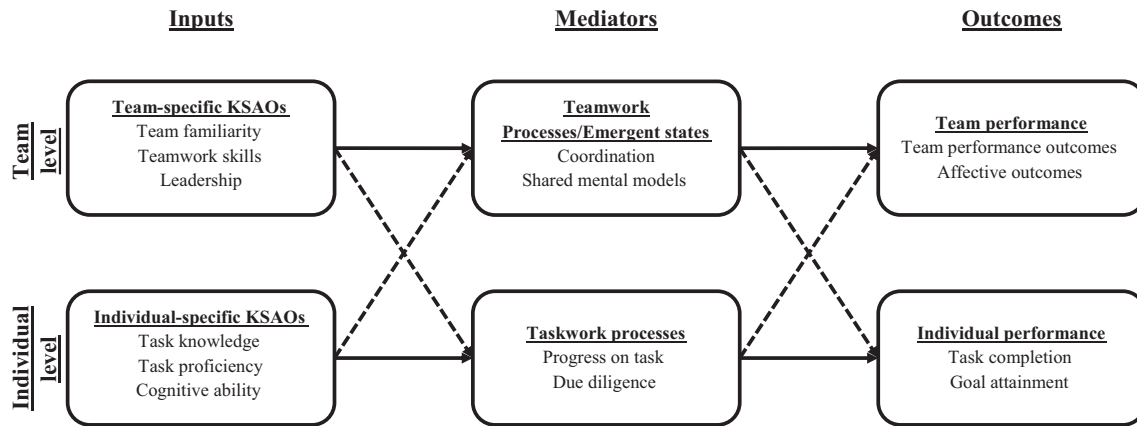 Inputs
Mediators
Outcomes
Team
level
Team-specific KSAOs
Team familiarity
Teamwork skills
Leadership
Teamwork
Processes/Emergent states
Coordination
Shared mental models
Team performance
Team performance outcomes
Affective outcomes
Individual
level
Individual-specific KSAOs
Task knowledge
Task proficiency
Cognitive ability
Taskwork processes
Progress on task
Due diligence
Individual performance
Task completion
Goal attainment